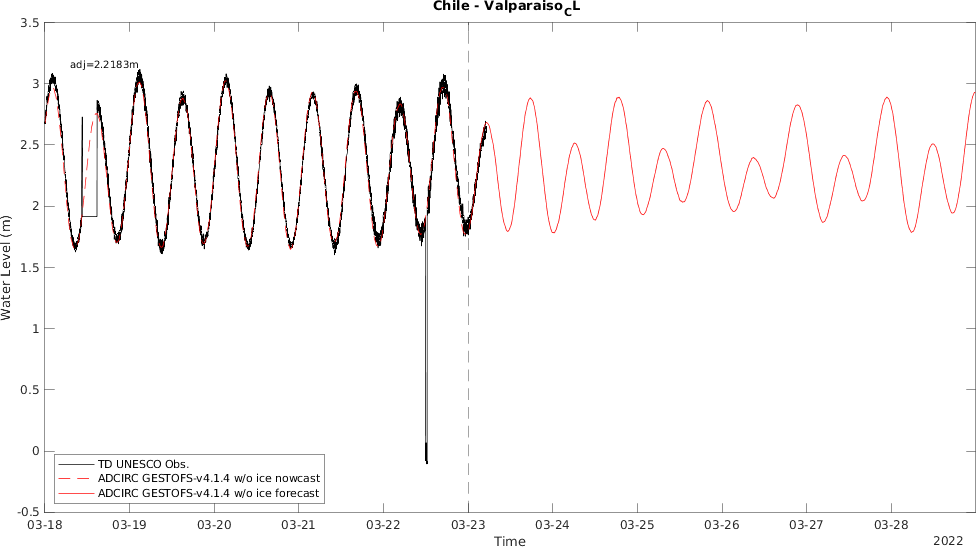 Chile - Valparaiso_CL
adj=2.2183m
3.5
3
2.5
2
1.5
1
0.5
0
-0.5
Water Level (m)
TD UNESCO Obs.
ADCIRC GESTOFS-v4.1.4 w/o ice nowcast
ADCIRC GESTOFS-v4.1.4 w/o ice forecast
03-18 03-19 03-20 03-21 03-22 03-23 03-24 03-25 03-26 03-27 03-28
Time
2022